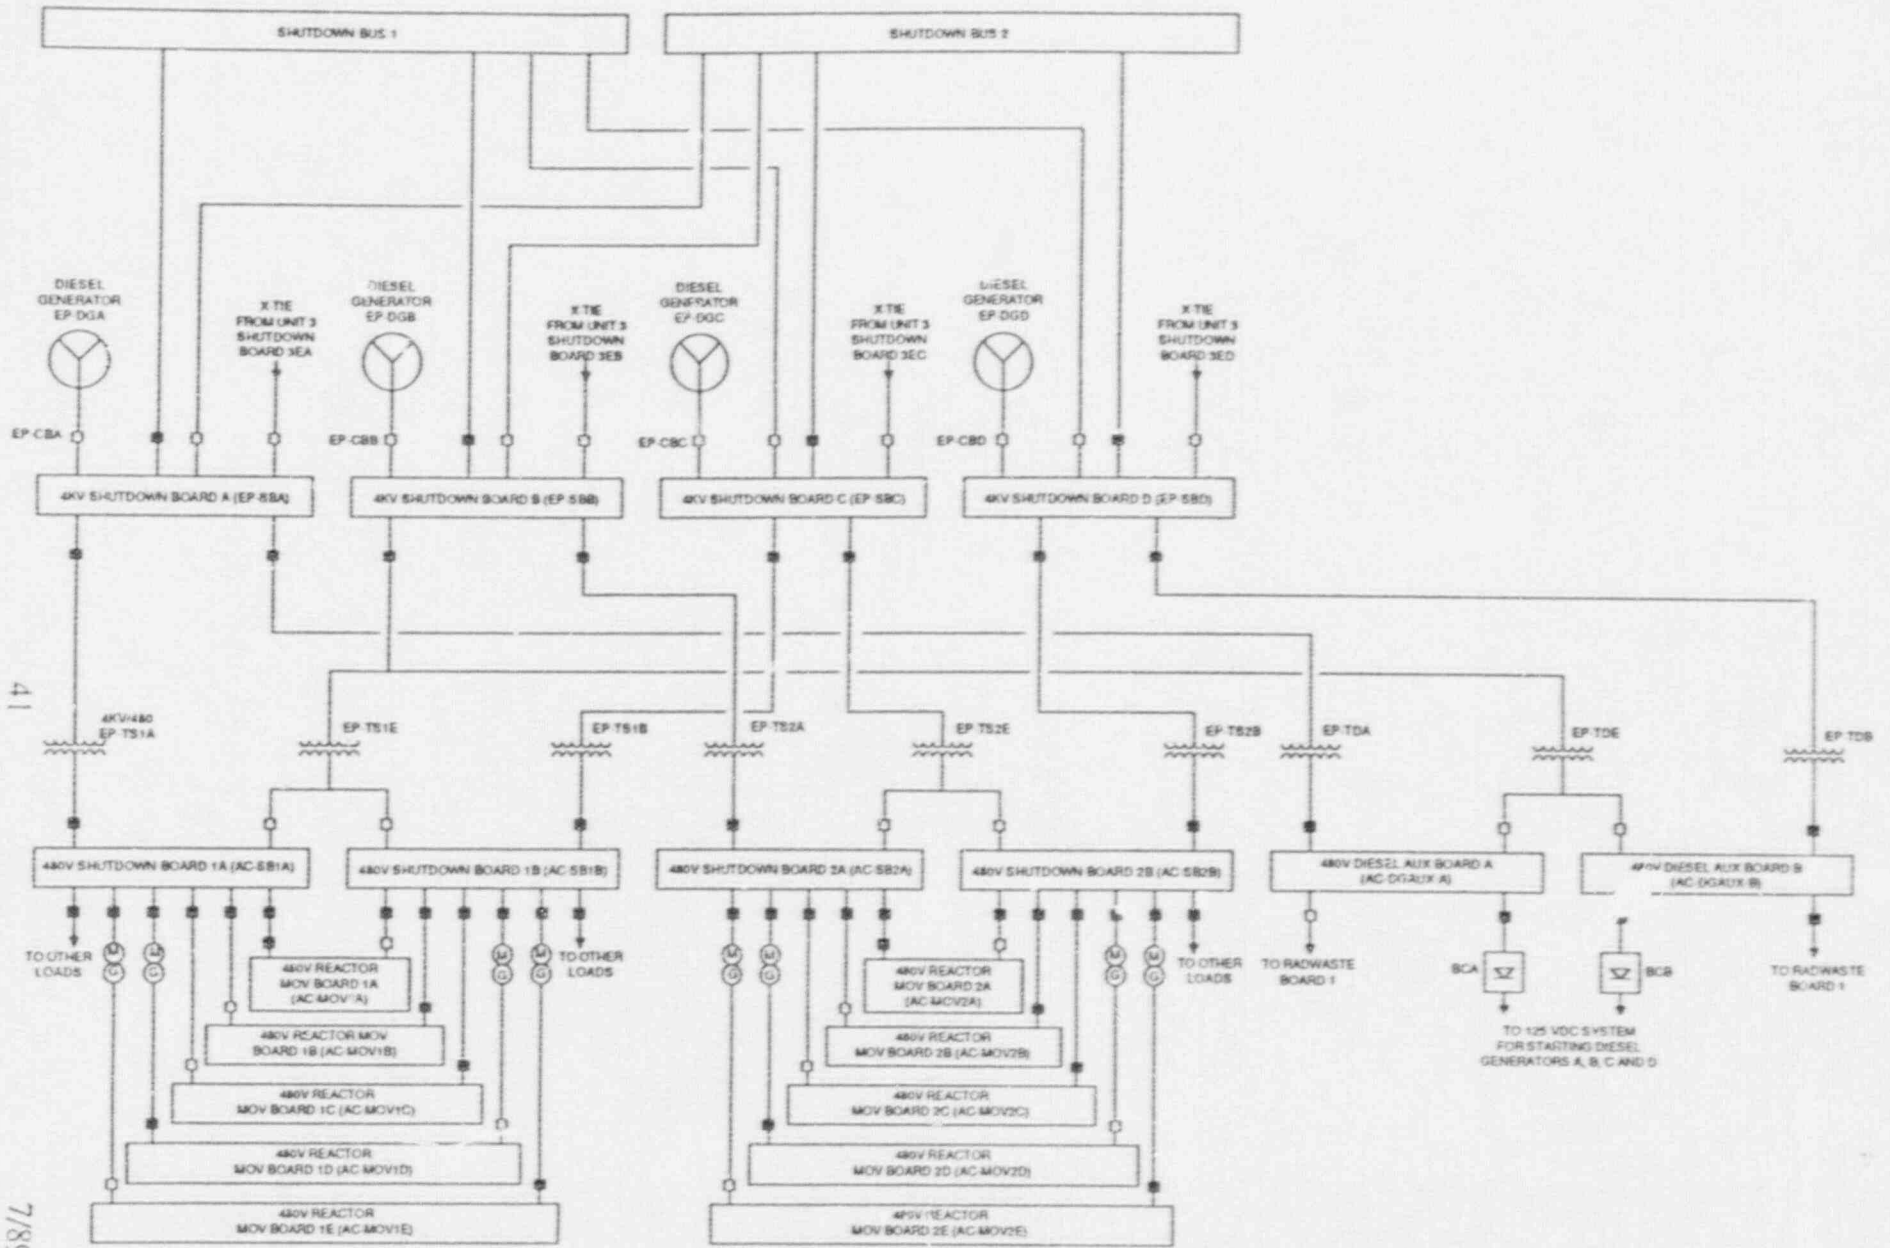 SHUTDOWN BUS 1
SHUTDOWN BUS 2
DIESEL
GENERATOR
EP-DGA
X-TIE
FROM UNIT 3
SHUTDOWN
BOARD 3EA
DIESEL
GENERATOR
EP-DGB
X-TIE
FROM UNIT 3
SHUTDOWN
BOARD 3EB
DIESEL
GENERATOR
EP-DGC
X-TIE
FROM UNIT 3
SHUTDOWN
BOARD 3EC
DIESEL
GENERATOR
EP-DGD
X-TIE
FROM UNIT 3
SHUTDOWN
BOARD 3ED
EP-CBA
EP-CBB
EP-CBC
EP-CBD
4KV SHUTDOWN BOARD A (EP-SBA)
4KV SHUTDOWN BOARD B (EP-SBB)
4KV SHUTDOWN BOARD C (EP-SBC)
4KV SHUTDOWN BOARD D (EP-SBD)
4KV/480
EP-TS1A
EP-TS1E
EP-TS1B
EP-TS2A
EP-TS2E
EP-TS2B
EP-TDA
EP-TDE
EP-TDB
480V SHUTDOWN BOARD 1A (AC-SB1A)
480V SHUTDOWN BOARD 1B (AC-SB1B)
480V SHUTDOWN BOARD 2A (AC-SB2A)
480V SHUTDOWN BOARD 2B (AC-SB2B)
480V DIESEL AUX BOARD A
(AC-DGAUX-A)
480V DIESEL AUX BOARD B
(AC-DGAUX-B)
TO OTHER
LOADS
M
G
M
G
M
G
M
G
TO OTHER
LOADS
M
G
M
G
M
G
M
G
TO OTHER
LOADS
TO RADWASTE
BOARD 1
BCA
BCB
TO RADWASTE
BOARD 1
TO 125 VDC SYSTEM
FOR STARTING DIESEL
GENERATORS A, B, C AND D
480V REACTOR
MOV BOARD 1A
(AC-MOV1A)
480V REACTOR MOV
BOARD 1B (AC-MOV1B)
480V REACTOR
MOV BOARD 1C (AC-MOV1C)
480V REACTOR
MOV BOARD 1D (AC-MOV1D)
480V REACTOR
MOV BOARD 1E (AC-MOV1E)
480V REACTOR
MOV BOARD 2A
(AC-MOV2A)
480V REACTOR
MOV BOARD 2B (AC-MOV2B)
480V REACTOR
MOV BOARD 2C (AC-MOV2C)
480V REACTOR
MOV BOARD 2D (AC-MOV2D)
480V REACTOR
MOV BOARD 2E (AC-MOV2E)
41